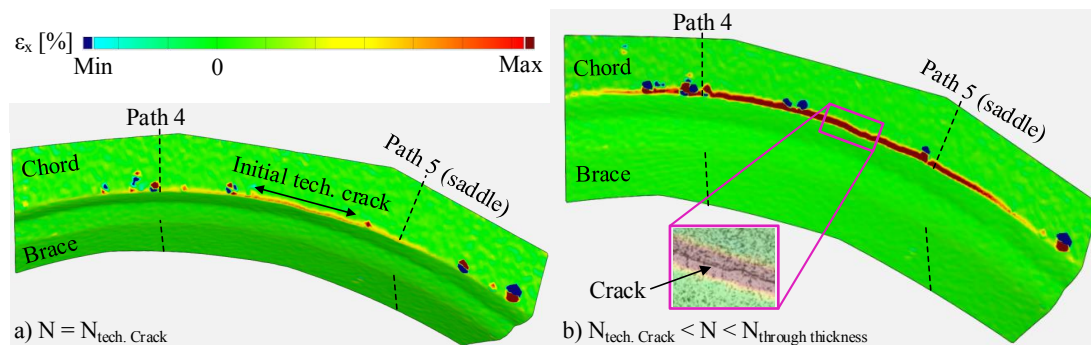 εx [%]
Min
0
Max
Path 4
Chord
Initial tech. crack
Path 5 (saddle)
Brace
a) N = Ntech. Crack
Path 4
Chord
Path 5 (saddle)
Brace
Crack
b) Ntech. Crack < N < Nthrough thickness